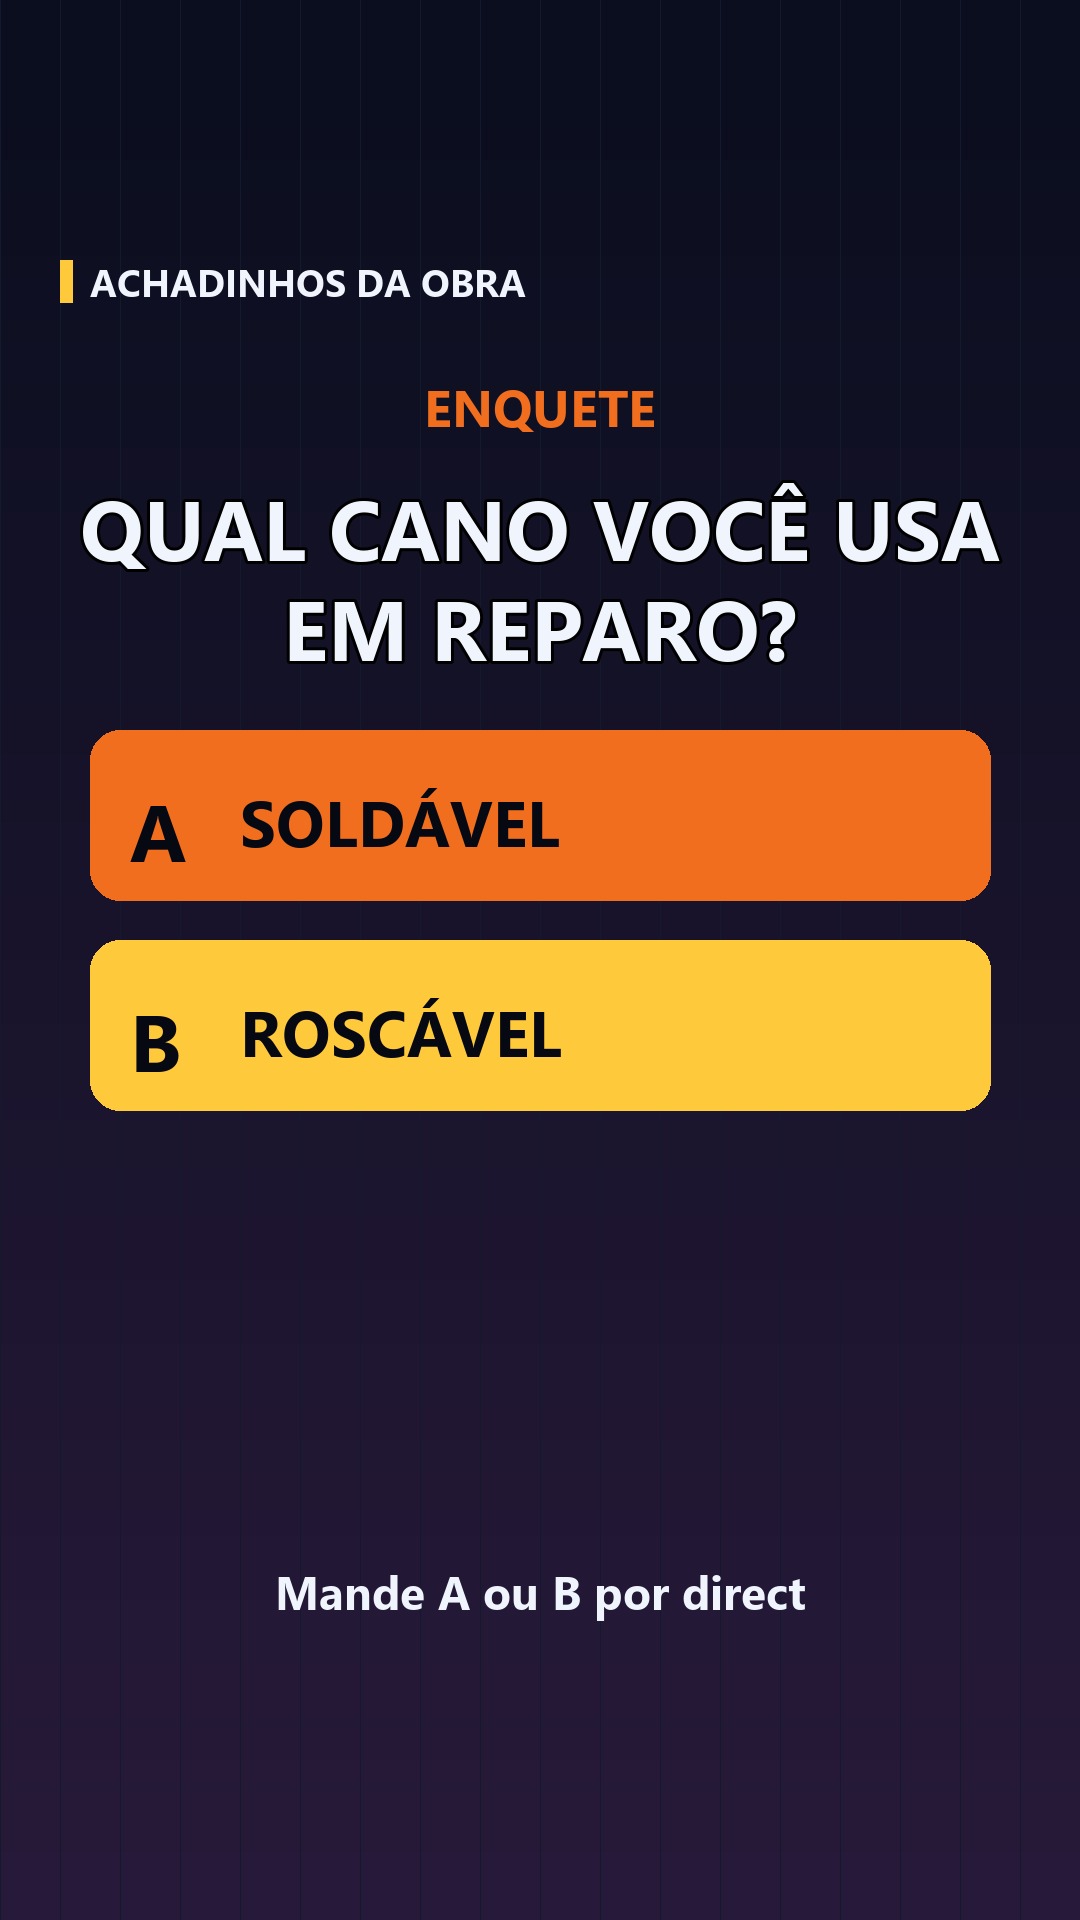 ACHADINHOS DA OBRA
ENQUETE
QUAL CANO VOCÊ USA
EM REPARO?
A SOLDÁVEL
B ROSCÁVEL
Mande A ou B por direct